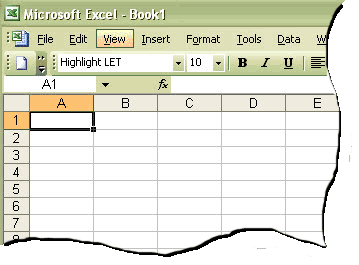 Microsoft Excel - Book1
File Edit View Insert Format Tools Data
Highlight LET 10 B I U
A1 fx
A B C D E
1
2
3
4
5
6
7